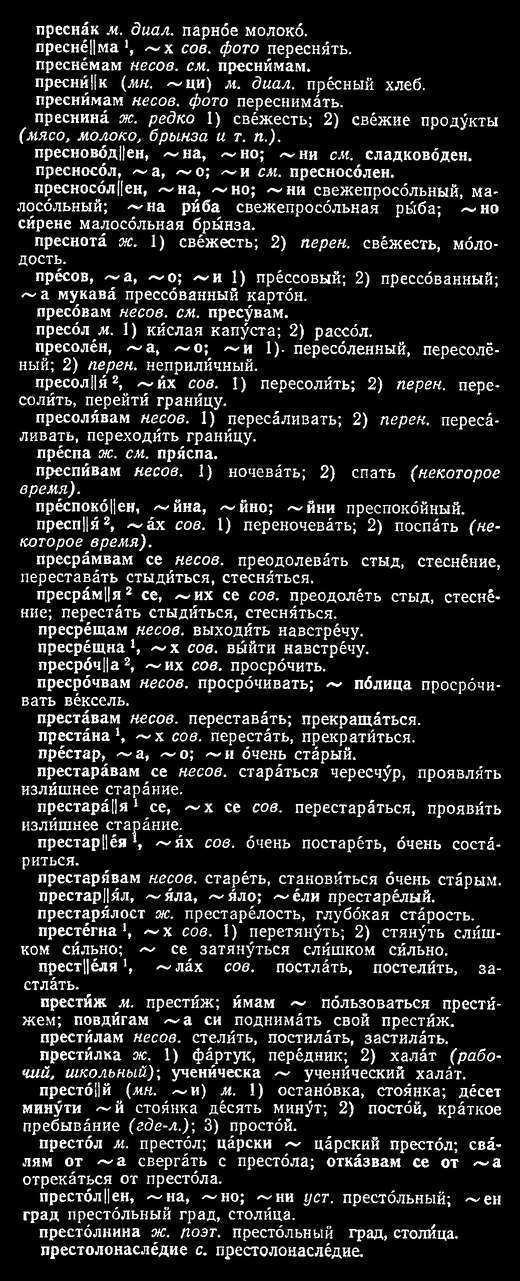 пресна́к м. диал. парно́е молоко́.
пресне́||ма ¹, ~х сов. фото пересня́ть.
пресне́мам несов. см. пресни́мам.
пресни́||к (мн. ~ци) м. диал. пре́сный хлеб.
пресни́мам несов. фото переснима́ть.
преснина́ ж. редко 1) све́жесть; 2) све́жие проду́кты
(мясо, молоко, брынза и т. п.).
пресново́д||ен, ~на, ~но; ~ни см. сладково́ден.
пресносо́л, ~а, ~о; ~и см. пресносо́лен.
пресносо́л||ен, ~на, ~но; ~ни свежепросо́льный, ма-
лосо́льный; ~на ри́ба свежепросо́льная ры́ба; ~но
си́рене малосо́льная бры́нза.
преснота́ ж. 1) све́жесть; 2) перен. све́жесть, мо́ло-
дость.
пре́сов, ~а, ~о; ~и 1) пре́ссовый; 2) прессо́ванный;
~а мукава́ прессо́ванный карто́н.
пресо́вам несов. см. пресу́вам.
пресо́л м. 1) ки́слая капу́ста; 2) рассо́л.
пресоле́н, ~а, ~о; ~и 1). пересо́ленный, пересолё-
ный; 2) перен. неприли́чный.
пресол||я́ ², ~и́х сов. 1) пересоли́ть; 2) перен. пере-
соли́ть, перейти́ грани́цу.
пресоля́вам несов. 1) переса́ливать; 2) перен. переса́-
ливать, переходи́ть грани́цу.
пре́спа ж. см. пря́спа.
преспи́вам несов. 1) ночева́ть; 2) спать (некоторое
время).
преспоко́||ен, ~йна, ~йно; ~йни преспоко́йный.
пресп||я́ ², ~а́х сов. 1) переночева́ть; 2) поспа́ть (не-
которое время).
пресра́мвам се несов. преодолева́ть стыд, стесне́ние,
перестава́ть стыди́ться, стесня́ться.
пресра́м||я ² се, ~их се сов. преодоле́ть стыд, стесне́-
ние; переста́ть стыди́ться, стесня́ться.
пресре́щам несов. выходи́ть навстре́чу.
пресре́щна ¹, ~х сов. вы́йти навстре́чу.
пресро́ч||а ², ~их сов. просро́чить.
пресро́чвам несов. просро́чивать; ~ по́лица просро́чи-
вать ве́ксель.
преста́вам несов. перестава́ть; прекраща́ться.
преста́на ¹, ~х сов. переста́ть, прекрати́ться.
пре́стар, ~а, ~о; ~и о́чень ста́рый.
престара́вам се несов. стара́ться чересчу́р, проявля́ть
изли́шнее стара́ние.
престара́||я ¹ се, ~х се сов. перестара́ться, прояви́ть
изли́шнее стара́ние.
престар||е́я ¹, ~я́х сов. о́чень постаре́ть, о́чень соста́-
риться.
престаря́вам несов. старе́ть, станови́ться о́чень ста́рым.
престар||я́л, ~я́ла, ~я́ло; ~е́ли престаре́лый.
престаря́лост ж. престаре́лость, глубо́кая ста́рость.
престе́гна ¹, ~х сов. 1) перетяну́ть; 2) стяну́ть сли́ш-
ком си́льно; ~ се затяну́ться сли́шком си́льно.
прест||е́ля ¹, ~ла́х сов. постла́ть, постели́ть, за-
стла́ть.
прести́ж м. прести́ж; и́мам ~ по́льзоваться прести́-
жем; повди́гам ~а си поднима́ть свой прести́ж.
прести́лам несов. стели́ть, постила́ть, застила́ть.
прести́лка ж. 1) фа́ртук, пере́дник; 2) хала́т (рабо-
чий, школьный); учени́ческа ~ учени́ческий хала́т.
престо́||й (мн. ~и) м. 1) остано́вка, стоя́нка; де́сет
мину́ти ~й стоя́нка де́сять мину́т; 2) посто́й, кра́ткое
пребыва́ние (где-л.); 3) просто́й.
престо́л м. престо́л; ца́рски ~ ца́рский престо́л; сва́-
лям от ~а сверга́ть с престо́ла; отка́звам се от ~а
отрека́ться от престо́ла.
престо́л||ен, ~на, ~но; ~ни уст. престо́льный; ~ен
град престо́льный град, столи́ца.
престо́лнина ж. поэт. престо́льный град, столи́ца.
престолонасле́дие с. престолонасле́дие.